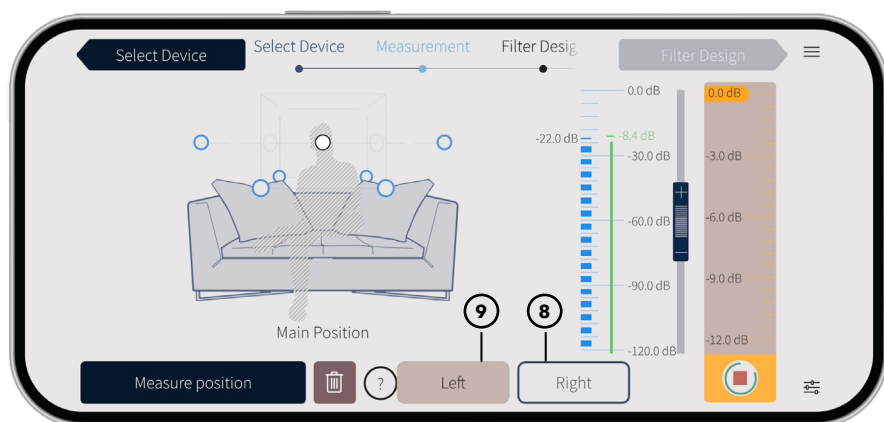 Select Device
Select Device
Measurement
Filter Desig
Filter Design
0.0 dB
-22.0 dB
-8.4 dB
-30.0 dB
-60.0 dB
-90.0 dB
-120.0 dB
0.0 dB
-3.0 dB
-6.0 dB
-9.0 dB
-12.0 dB
+
−
Main Position
9
8
Measure position
?
Left
Right